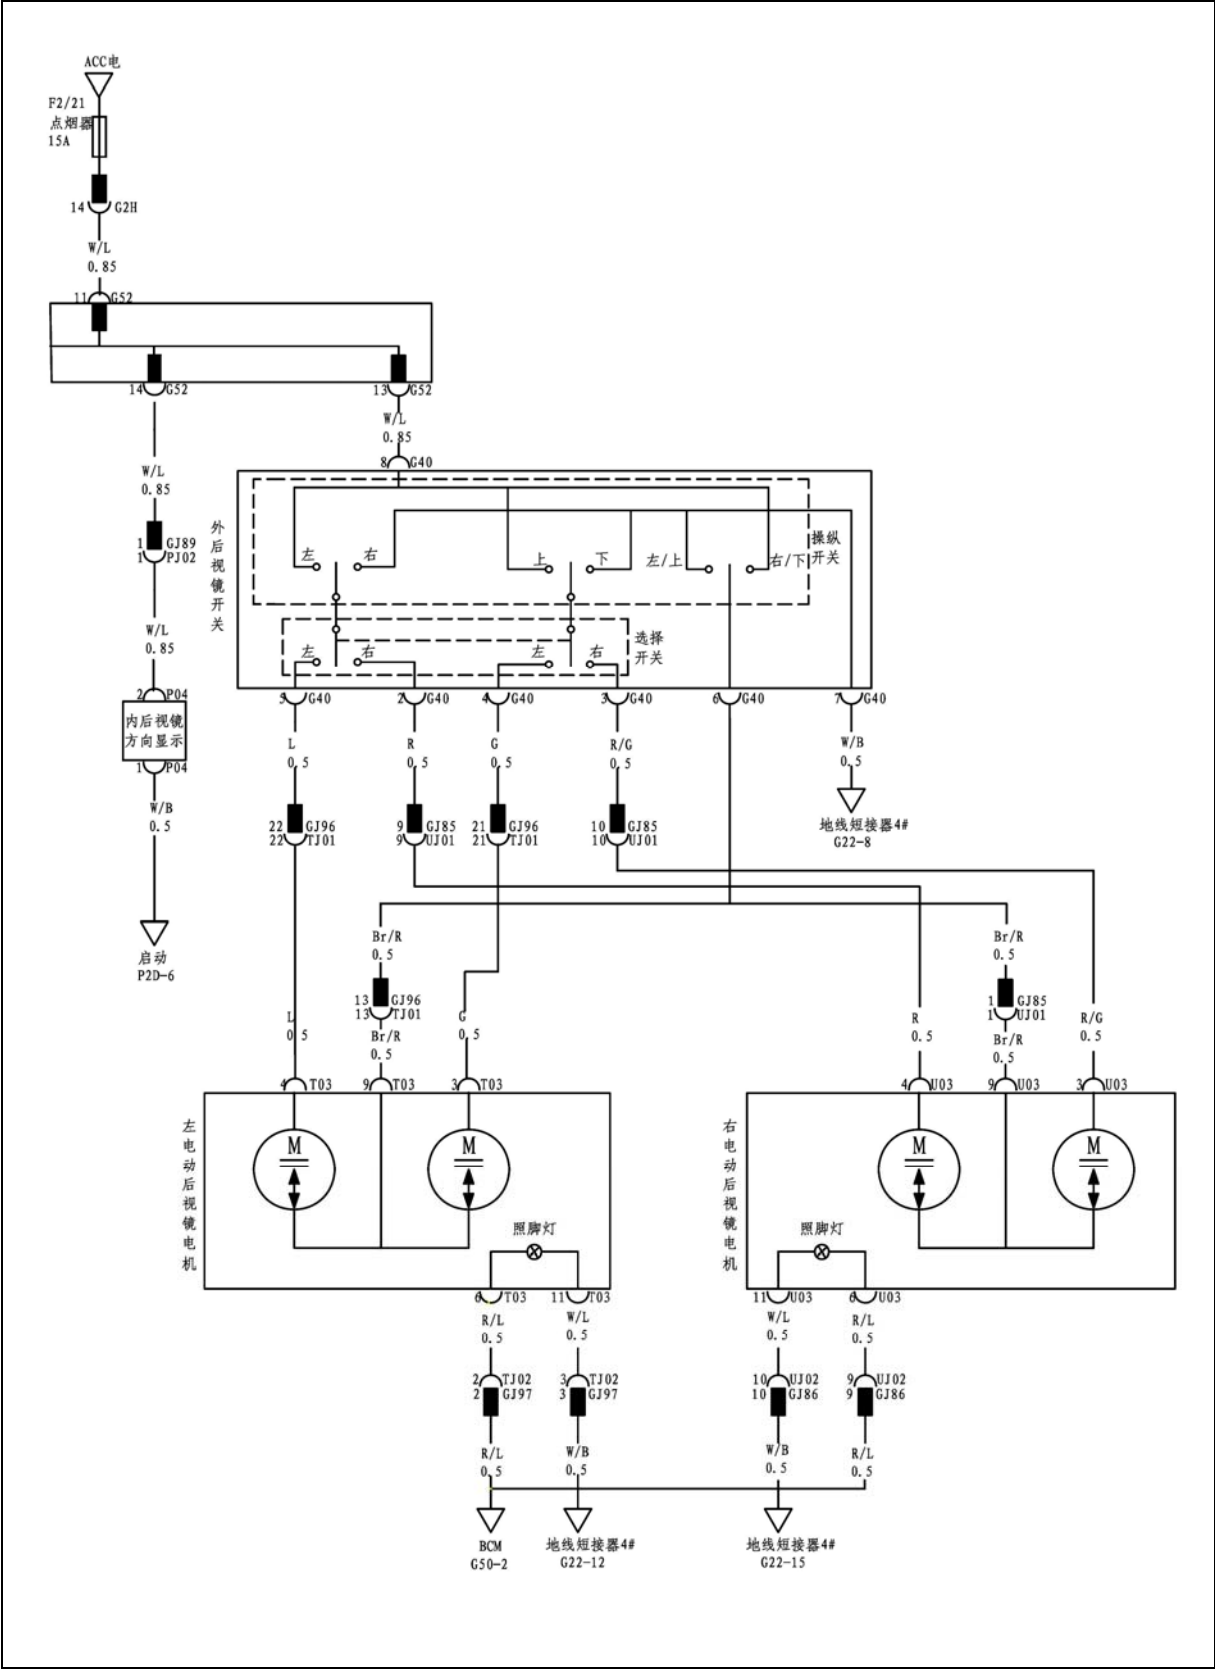 ACC电
F2/21
点烟器
15A
14 G2H
W/L
0.85
11 G52
14 G52
13 G52
W/L
0.85
8 G40
W/L
0.85
1 GJ89
1 PJ02
W/L
0.85
2 P04
内后视镜
方向显示
1 P04
W/B
0.5
启动
P2D-6
外后视镜开关
操纵
开关
左 右 上 下 左/上 右/下
选择
开关
左 右 左 右
5 G40 2 G40 4 G40 3 G40 6 G40 7 G40
L R G R/G W/B
0.5 0.5 0.5 0.5 0.5
22 GJ96 9 GJ85 21 GJ96 10 GJ85
22 TJ01 9 UJ01 21 TJ01 10 UJ01
地线短接器4#
G22-8
Br/R Br/R
0.5 0.5
13 GJ96 1 GJ85
13 TJ01 1 UJ01
L G R R/G
0.5 0.5 0.5 0.5
Br/R Br/R
0.5 0.5
4 T03 9 T03 3 T03 4 U03 9 U03 3 U03
左电动后视镜电机
M M
照脚灯
右电动后视镜电机
M M
照脚灯
6 T03 11 T03 11 U03 6 U03
R/L W/L W/L R/L
0.5 0.5 0.5 0.5
2 TJ02 3 TJ02 10 UJ02 9 UJ02
2 GJ97 3 GJ97 10 GJ86 9 GJ86
R/L W/B W/B R/L
0.5 0.5 0.5 0.5
BCM 地线短接器4# 地线短接器4#
G50-2 G22-12 G22-15